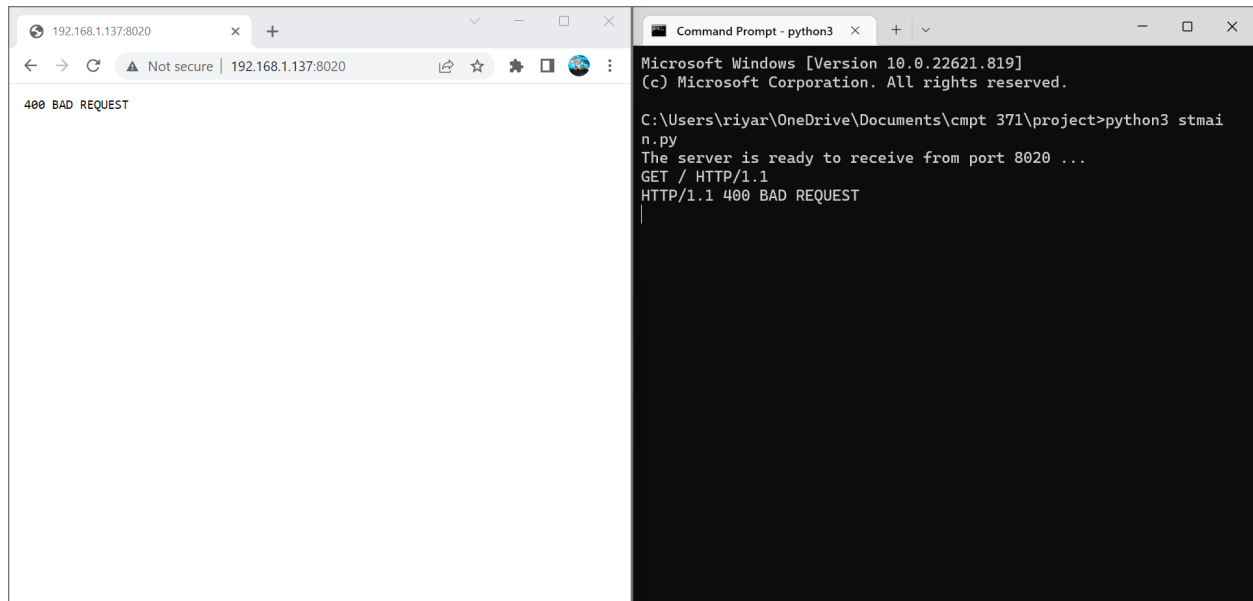 192.168.1.137:8020
Not secure | 192.168.1.137:8020
400 BAD REQUEST
Command Prompt - python3
Microsoft Windows [Version 10.0.22621.819]
(c) Microsoft Corporation. All rights reserved.
C:\Users\riyar\OneDrive\Documents\cmpt 371\project>python3 stmai
n.py
The server is ready to receive from port 8020 ...
GET / HTTP/1.1
HTTP/1.1 400 BAD REQUEST